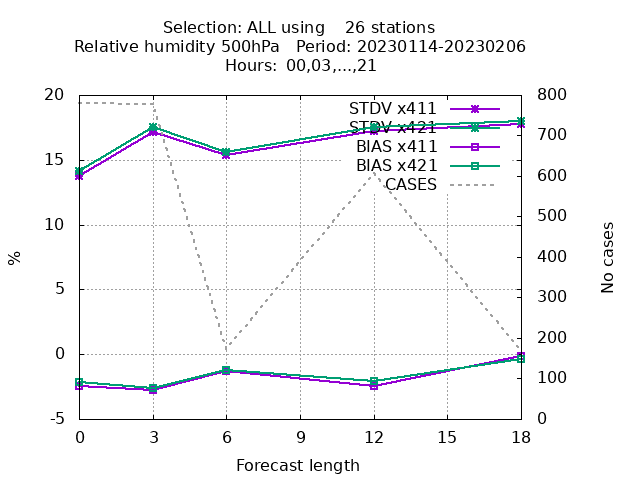 Selection: ALL using    26 stations
Relative humidity 500hPa   Period: 20230114-20230206
Hours: 00,03,...,21
STDV x411
STDV x421
BIAS x411
BIAS x421
CASES
20
15
10
5
0
-5
%
800
700
600
500
400
300
200
100
0
No cases
0 3 6 9 12 15 18
Forecast length